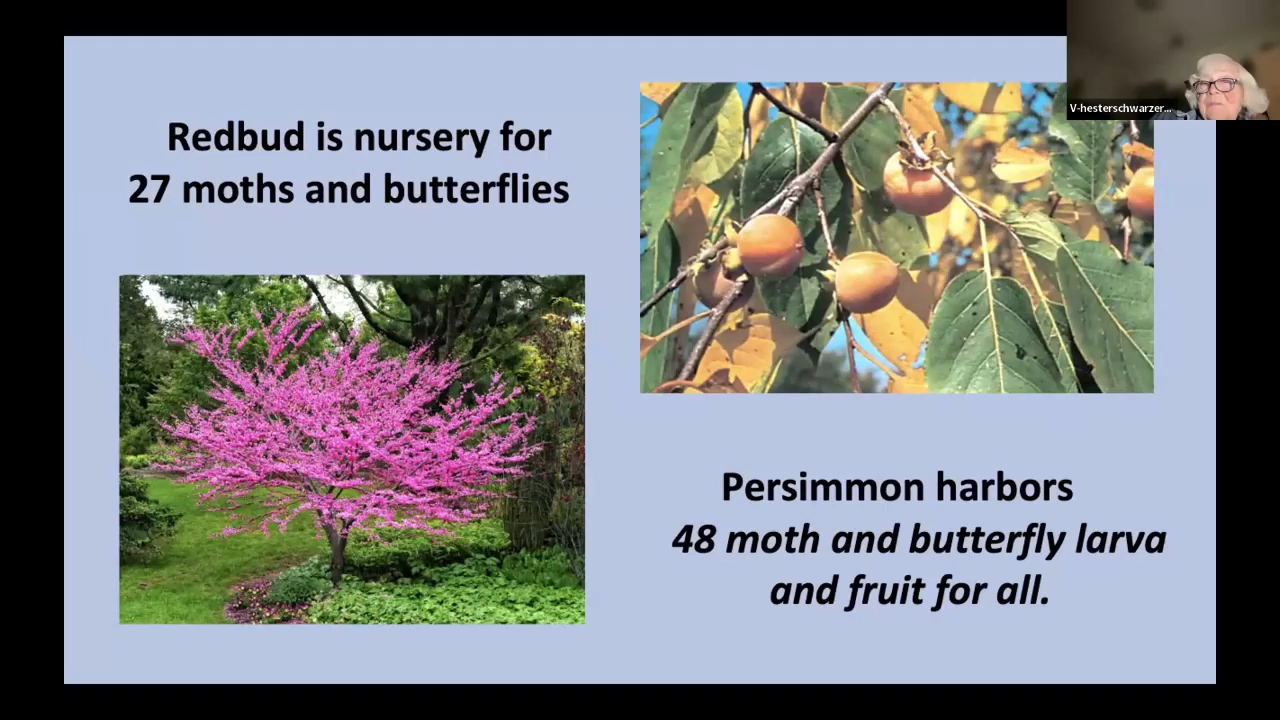 Redbud is nursery for
27 moths and butterflies
V-hesterschwarzer...
Persimmon harbors
48 moth and butterfly larva
and fruit for all.